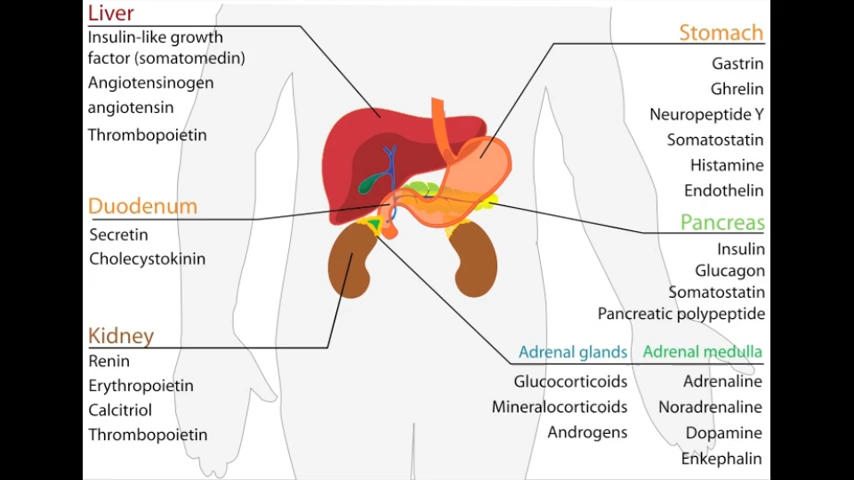 Liver
Insulin-like growth
factor (somatomedin)
Angiotensinogen
angiotensin
Thrombopoietin
Duodenum
Secretin
Cholecystokinin
Kidney
Renin
Erythropoietin
Calcitriol
Thrombopoietin
Stomach
Gastrin
Ghrelin
Neuropeptide Y
Somatostatin
Histamine
Endothelin
Pancreas
Insulin
Glucagon
Somatostatin
Pancreatic polypeptide
Adrenal glands
Glucocorticoids
Mineralocorticoids
Androgens
Adrenal medulla
Adrenaline
Noradrenaline
Dopamine
Enkephalin